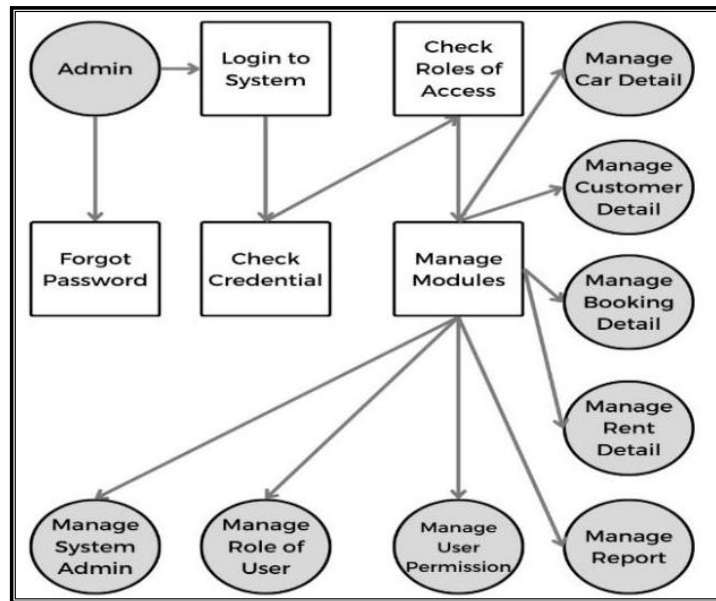 Admin
Login to
System
Check
Roles of
Access
Manage
Car Detail
Manage
Customer
Detail
Forgot
Password
Check
Credential
Manage
Modules
Manage
Booking
Detail
Manage
Rent
Detail
Manage
System
Admin
Manage
Role of
User
Manage
User
Permission
Manage
Report